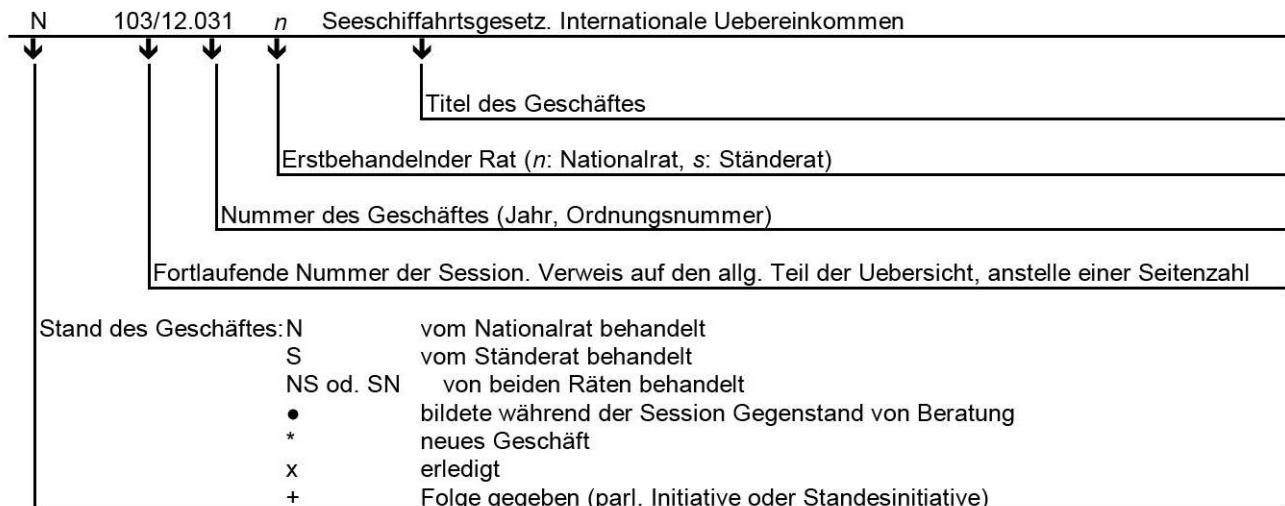 N 103/12.031 n Seeschiffahrtsgesetz. Internationale Uebereinkommen
Titel des Geschäftes
Erstbehandelnder Rat (n: Nationalrat, s: Ständerat)
Nummer des Geschäftes (Jahr, Ordnungsnummer)
Fortlaufende Nummer der Session. Verweis auf den allg. Teil der Uebersicht, anstelle einer Seitenzahl
Stand des Geschäftes: N vom Nationalrat behandelt
S vom Ständerat behandelt
NS od. SN von beiden Räten behandelt
● bildete während der Session Gegenstand von Beratung
* neues Geschäft
x erledigt
+ Folge gegeben (parl. Initiative oder Standesinitiative)